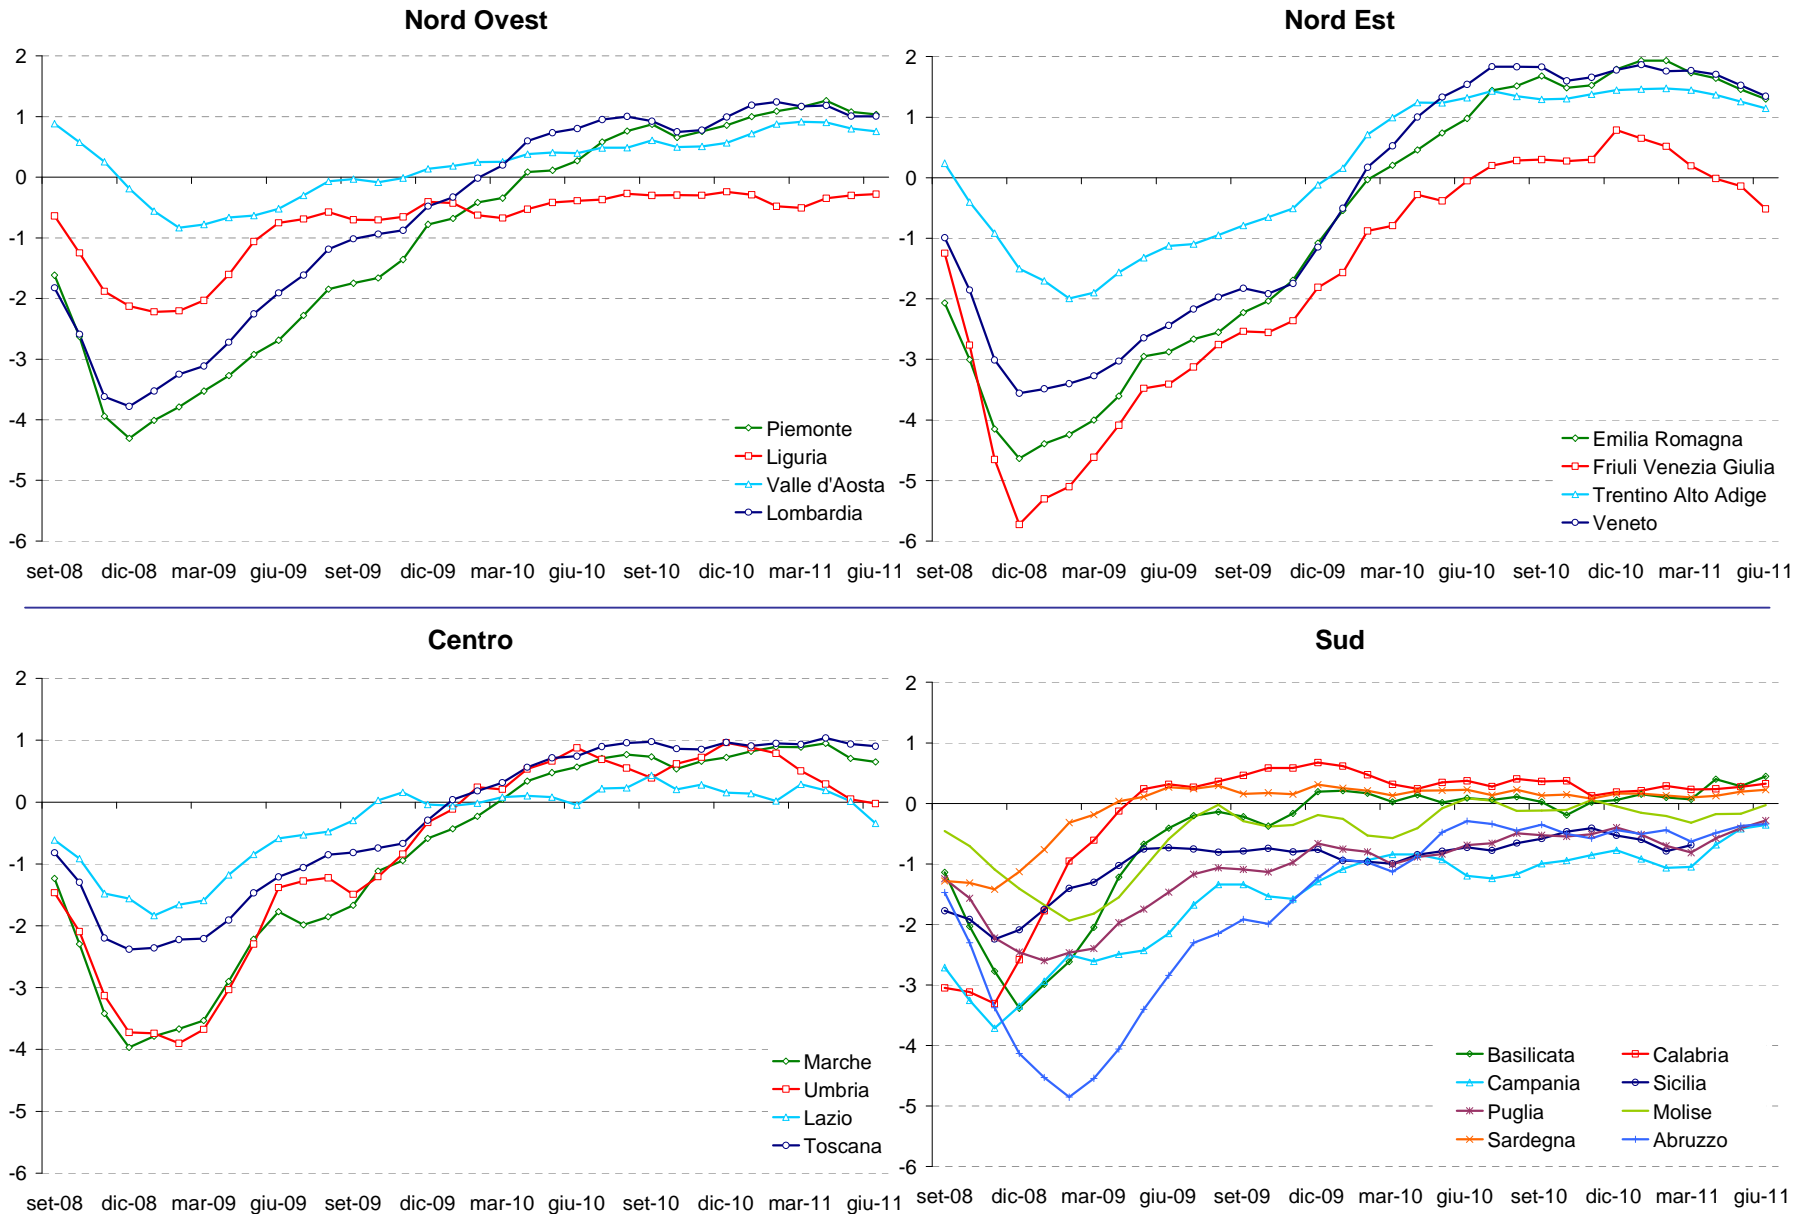 Nord Ovest
2
1
0
-1
-2
-3
-4
-5
-6
Piemonte
Liguria
Valle d'Aosta
Lombardia
set-08 dic-08 mar-09 giu-09 set-09 dic-09 mar-10 giu-10 set-10 dic-10 mar-11 giu-11
Nord Est
2
1
0
-1
-2
-3
-4
-5
-6
Emilia Romagna
Friuli Venezia Giulia
Trentino Alto Adige
Veneto
set-08 dic-08 mar-09 giu-09 set-09 dic-09 mar-10 giu-10 set-10 dic-10 mar-11 giu-11
Centro
2
1
0
-1
-2
-3
-4
-5
-6
Marche
Umbria
Lazio
Toscana
set-08 dic-08 mar-09 giu-09 set-09 dic-09 mar-10 giu-10 set-10 dic-10 mar-11 giu-11
Sud
2
1
0
-1
-2
-3
-4
-5
-6
Basilicata Calabria
Campania Sicilia
Puglia Molise
Sardegna Abruzzo
set-08 dic-08 mar-09 giu-09 set-09 dic-09 mar-10 giu-10 set-10 dic-10 mar-11 giu-11